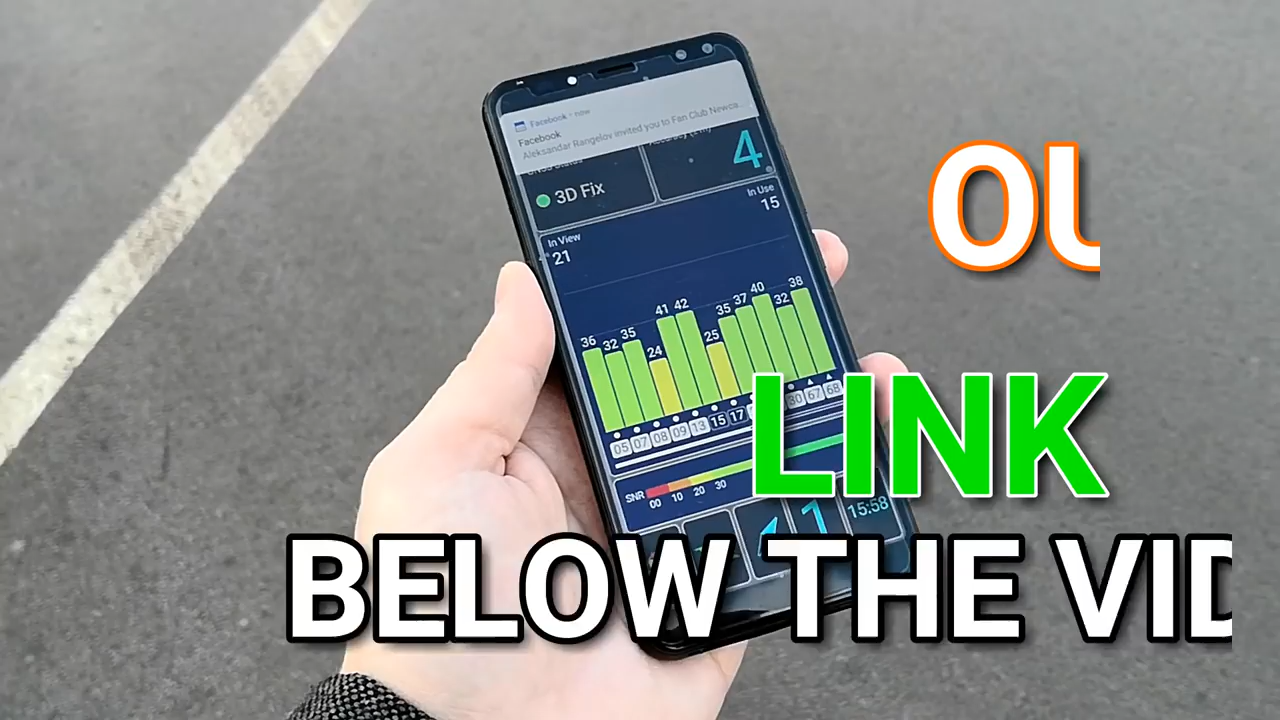 Facebook • now
Facebook
Aleksandar Rangelov invited you to Fan Club Newca...
4
3D Fix
In Use
15
In View
21
36 32 35 24 41 42 25 35 37 40 32 38
05 07 08 09 13 15 17 30 67 68
SNR
00 10 20 30
15:58
OU
LINK
BELOW THE VID